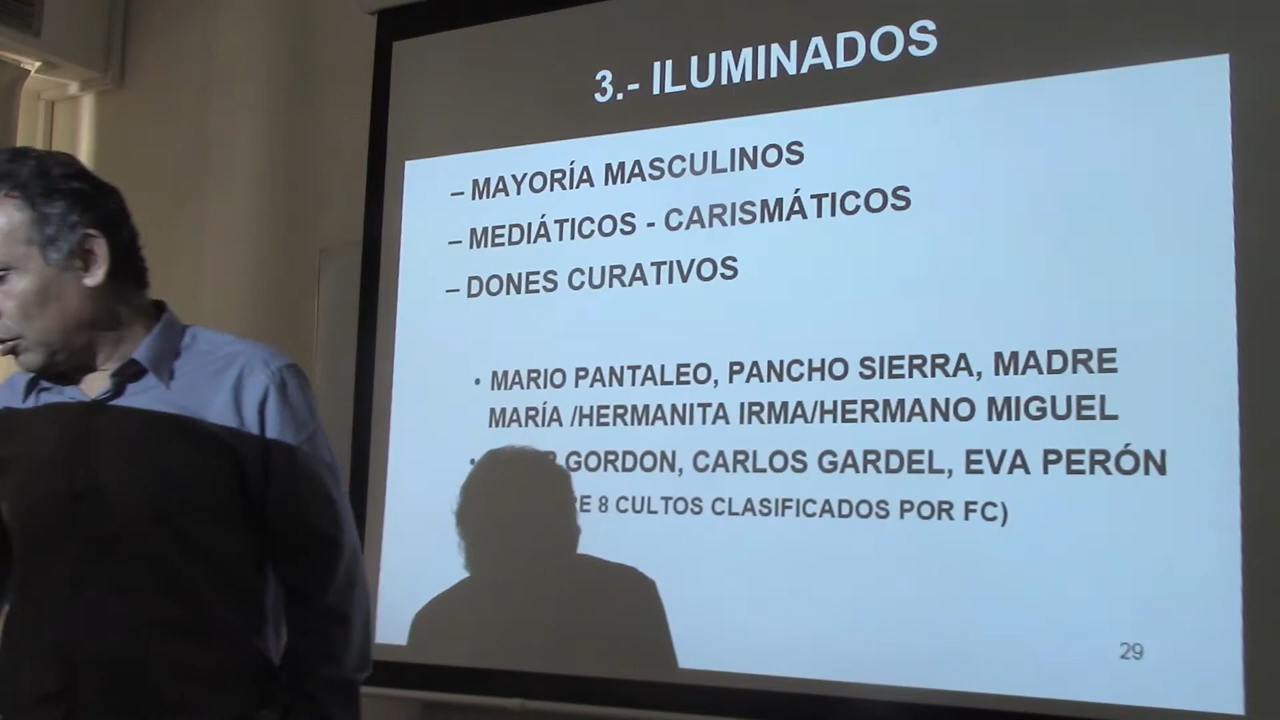 3.- ILUMINADOS
– MAYORÍA MASCULINOS
– MEDIÁTICOS - CARISMÁTICOS
– DONES CURATIVOS
• MARIO PANTALEO, PANCHO SIERRA, MADRE
MARÍA /HERMANITA IRMA/HERMANO MIGUEL
GORDON, CARLOS GARDEL, EVA PERÓN
8 CULTOS CLASIFICADOS POR FC)
29